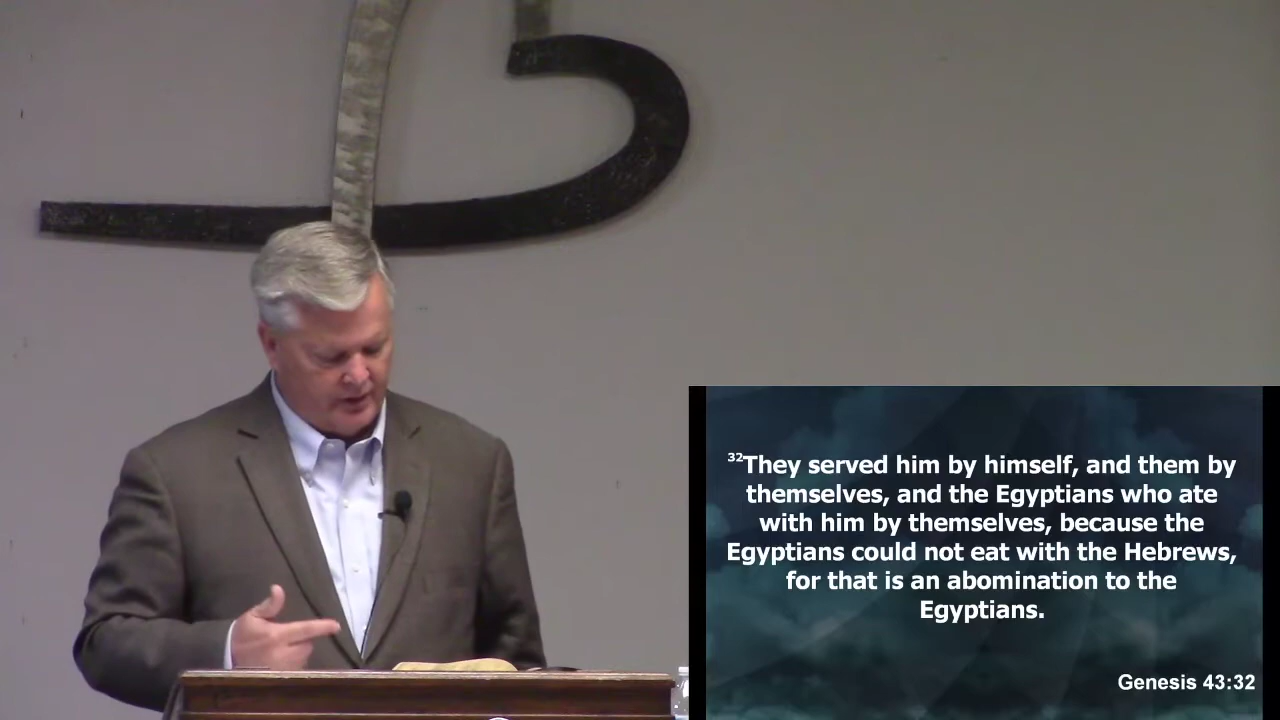 ³²They served him by himself, and them by
themselves, and the Egyptians who ate
with him by themselves, because the
Egyptians could not eat with the Hebrews,
for that is an abomination to the
Egyptians.
Genesis 43:32